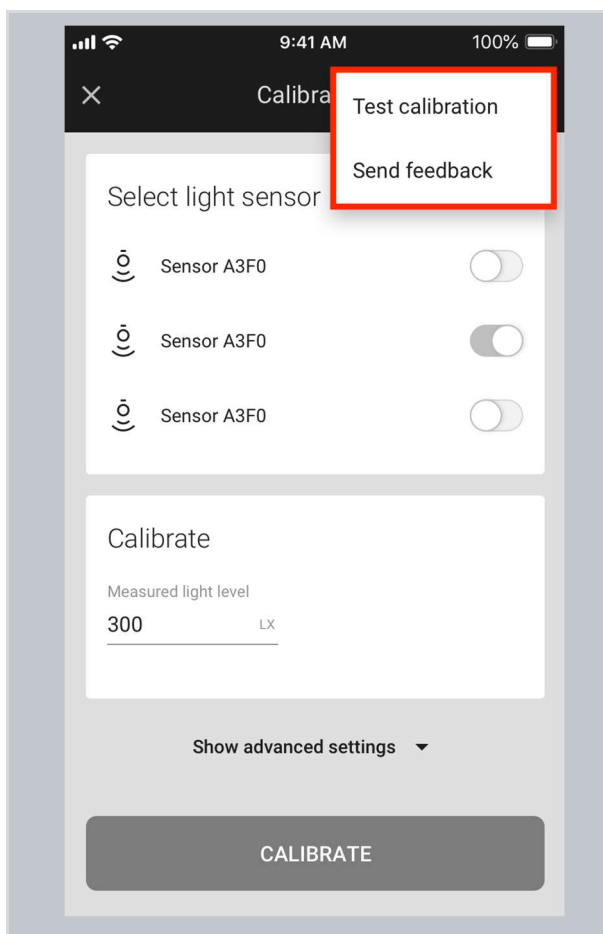 9:41 AM
100%
Calibra
Test calibration
Send feedback
Select light sensor
Sensor A3F0
Sensor A3F0
Sensor A3F0
Calibrate
Measured light level
300 LX
Show advanced settings
CALIBRATE